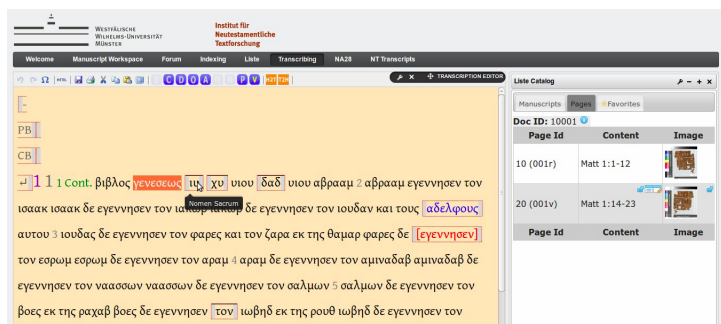 WESTFÄLISCHE
WILHELMS-UNIVERSITÄT
MÜNSTER
Institut für
Neutestamentliche
Textforschung
Welcome Manuscript Workspace Forum Indexing Liste Transcribing NA28 NT Transcripts
Ω HTML C D O A P V H2T T2H TRANSCRIPTION EDITOR
PB
CB
1 1 1 Cont. βιβλος γενεσεως ιυ χυ υιου δαδ υιου αβρααμ 2 αβρααμ εγεννησεν τον
Nomen Sacrum
ισαακ ισαακ δε εγεννησεν τον ιακωβ ιακωβ δε εγεννησεν τον ιουδαν και τους αδελφους
αυτου 3 ιουδας δε εγεννησεν τον φαρες και τον ζαρα εκ της θαμαρ φαρες δε [εγεννησεν]
τον εσρωμ εσρωμ δε εγεννησεν τον αραμ 4 αραμ δε εγεννησεν τον αμιναδαβ αμιναδαβ δε
εγεννησεν τον ναασσων ναασσων δε εγεννησεν τον σαλμων 5 σαλμων δε εγεννησεν τον
βοες εκ της ραχαβ βοες δε εγεννησεν τον ιωβηδ εκ της ρουθ ιωβηδ δε εγεννησεν τον
Liste Catalog
Manuscripts Pages Favorites
Doc ID: 10001
Page Id Content Image
10 (001r) Matt 1:1-12
20 (001v) Matt 1:14-23
Page Id Content Image